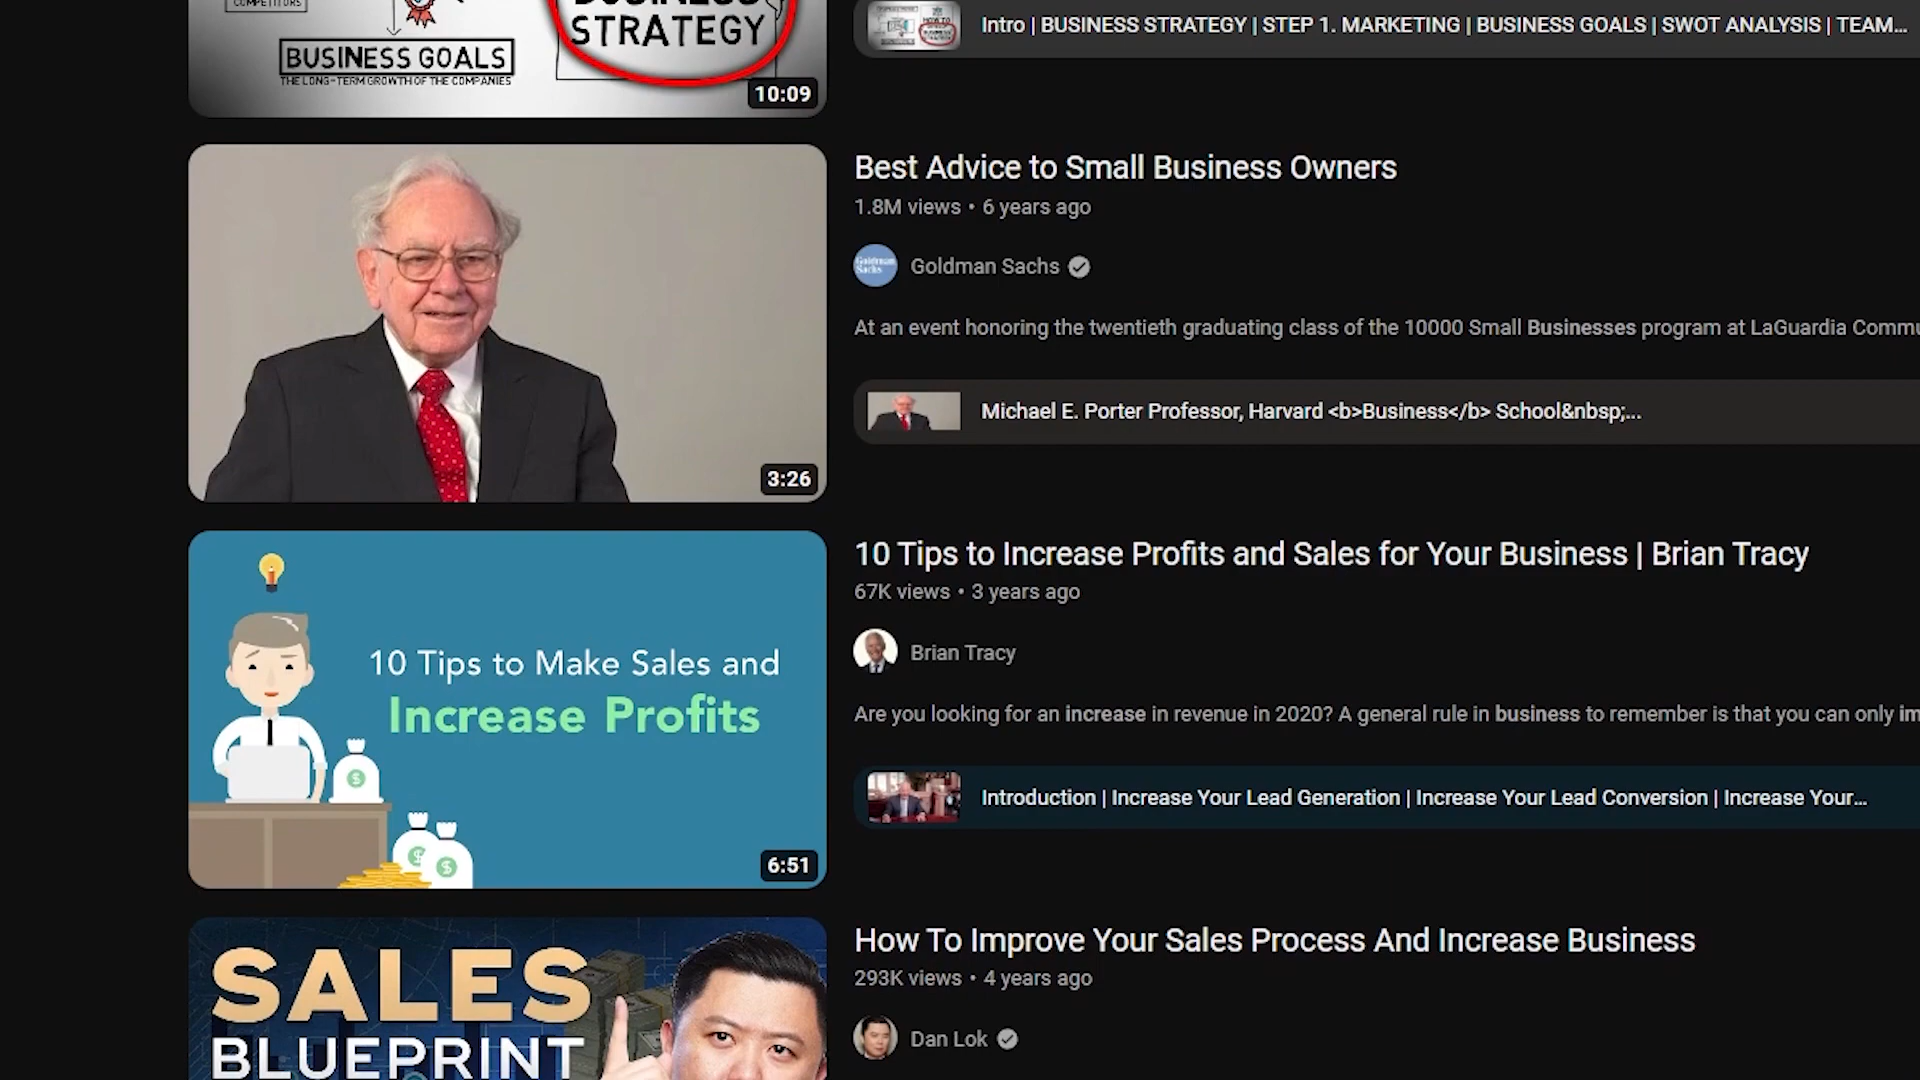 COMPETITORS
BUSINESS GOALS
THE LONG-TERM GROWTH OF THE COMPANIES
BUSINESS
STRATEGY
10:09
Intro | BUSINESS STRATEGY | STEP 1. MARKETING | BUSINESS GOALS | SWOT ANALYSIS | TEAM...
Best Advice to Small Business Owners
1.8M views • 6 years ago
Goldman Sachs
Goldman Sachs
At an event honoring the twentieth graduating class of the 10000 Small Businesses program at LaGuardia Commu
Michael E. Porter Professor, Harvard <b>Business</b> School&nbsp;...
3:26
10 Tips to Increase Profits and Sales for Your Business | Brian Tracy
67K views • 3 years ago
Brian Tracy
Are you looking for an increase in revenue in 2020? A general rule in business to remember is that you can only im
Introduction | Increase Your Lead Generation | Increase Your Lead Conversion | Increase Your...
10 Tips to Make Sales and
Increase Profits
$
$
$
6:51
How To Improve Your Sales Process And Increase Business
293K views • 4 years ago
Dan Lok
SALES
BLUEPRINT